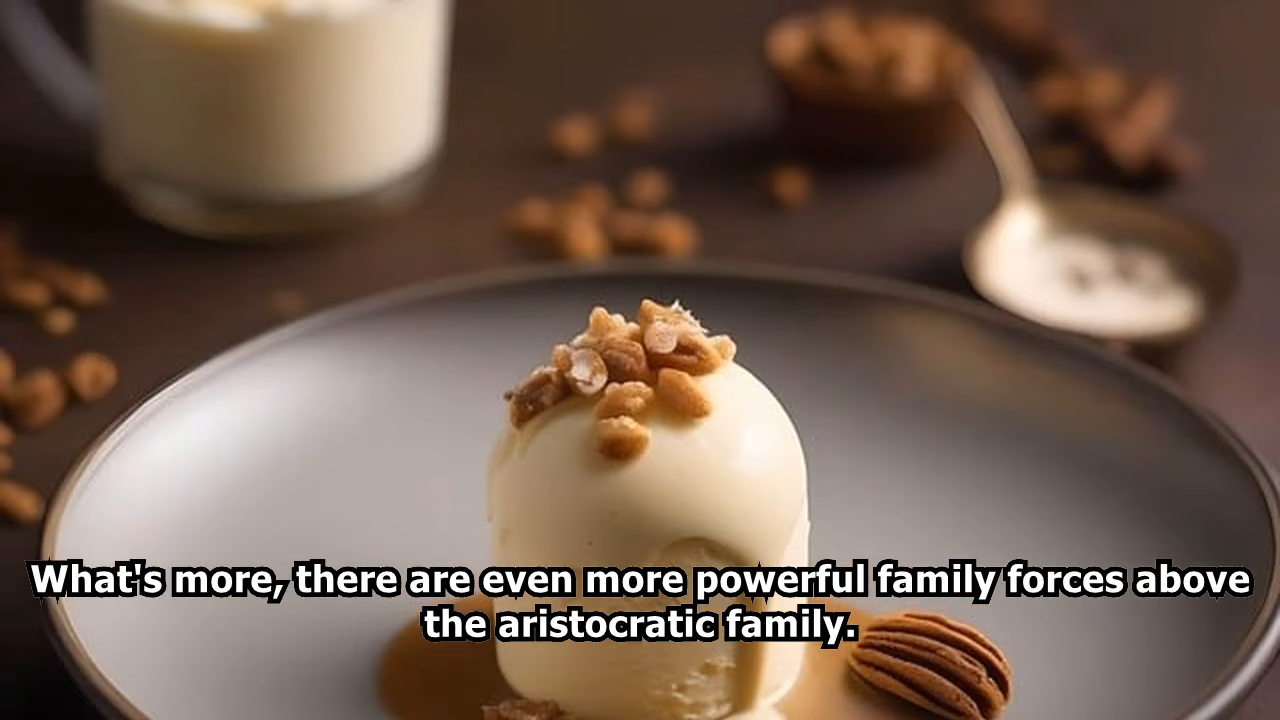 What's more, there are even more powerful family forces above
the aristocratic family.